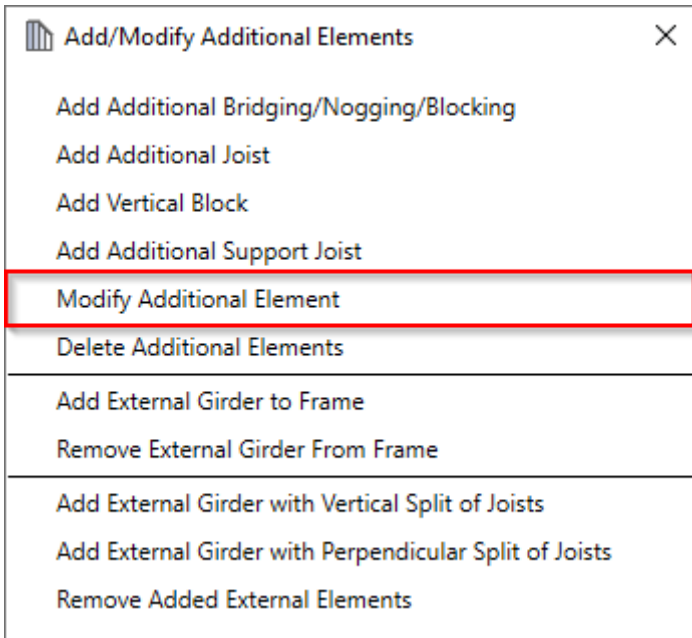 Add/Modify Additional Elements
Add Additional Bridging/Nogging/Blocking
Add Additional Joist
Add Vertical Block
Add Additional Support Joist
Modify Additional Element
Delete Additional Elements
Add External Girder to Frame
Remove External Girder From Frame
Add External Girder with Vertical Split of Joists
Add External Girder with Perpendicular Split of Joists
Remove Added External Elements